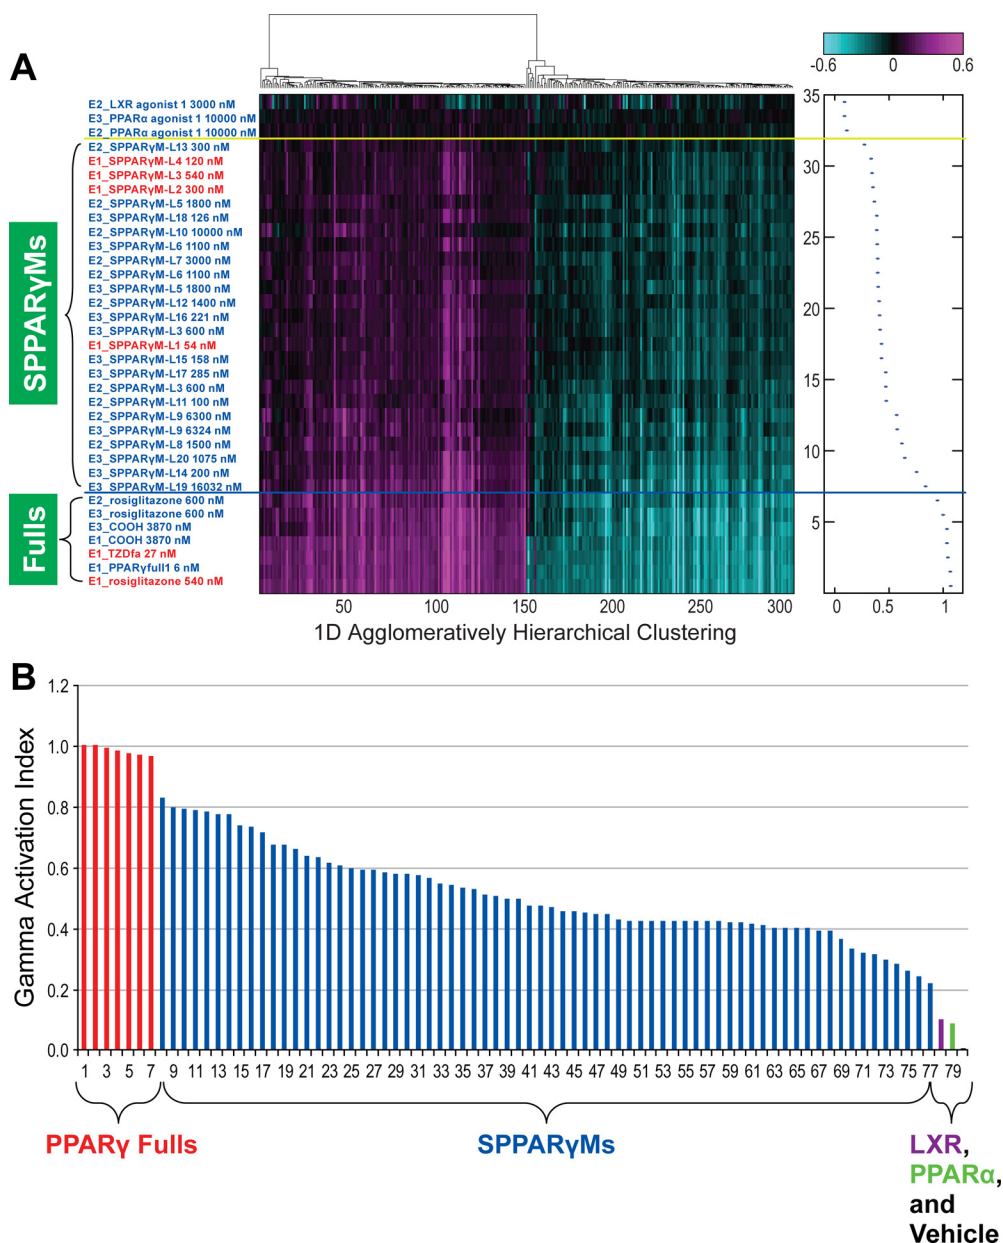 A
-0.6 0 0.6
E2_LXR agonist 1 3000 nM
E3_PPARα agonist 1 10000 nM
E2_PPARα agonist 1 10000 nM
E2_SPPARγM-L13 300 nM
E1_SPPARγM-L4 120 nM
E1_SPPARγM-L3 540 nM
E1_SPPARγM-L2 300 nM
E2_SPPARγM-L5 1800 nM
E3_SPPARγM-L18 126 nM
E2_SPPARγM-L10 10000 nM
E3_SPPARγM-L6 1100 nM
E2_SPPARγM-L7 3000 nM
E2_SPPARγM-L6 1100 nM
E3_SPPARγM-L5 1800 nM
E2_SPPARγM-L12 1400 nM
E3_SPPARγM-L16 221 nM
E3_SPPARγM-L3 600 nM
E1_SPPARγM-L1 54 nM
E3_SPPARγM-L15 158 nM
E3_SPPARγM-L17 285 nM
E2_SPPARγM-L3 600 nM
E2_SPPARγM-L11 100 nM
E2_SPPARγM-L9 6300 nM
E3_SPPARγM-L9 6324 nM
E2_SPPARγM-L8 1500 nM
E3_SPPARγM-L20 1075 nM
E3_SPPARγM-L14 200 nM
E3_SPPARγM-L19 16032 nM
E2_rosiglitazone 600 nM
E3_rosiglitazone 600 nM
E3_COOH 3870 nM
E1_COOH 3870 nM
E1_TZDfa 27 nM
E1_PPARγfull1 6 nM
E1_rosiglitazone 540 nM
SPPARγMs
Fulls
35
30
25
20
15
10
5
50 100 150 200 250 300
0 0.5 1
1D Agglomeratively Hierarchical Clustering
B
Gamma Activation Index
1.2
1.0
0.8
0.6
0.4
0.2
0.0
1 3 5 7 9 11 13 15 17 19 21 23 25 27 29 31 33 35 37 39 41 43 45 47 49 51 53 55 57 59 61 63 65 67 69 71 73 75 77 79
PPARγ Fulls
SPPARγMs
LXR,
PPARα,
and
Vehicle